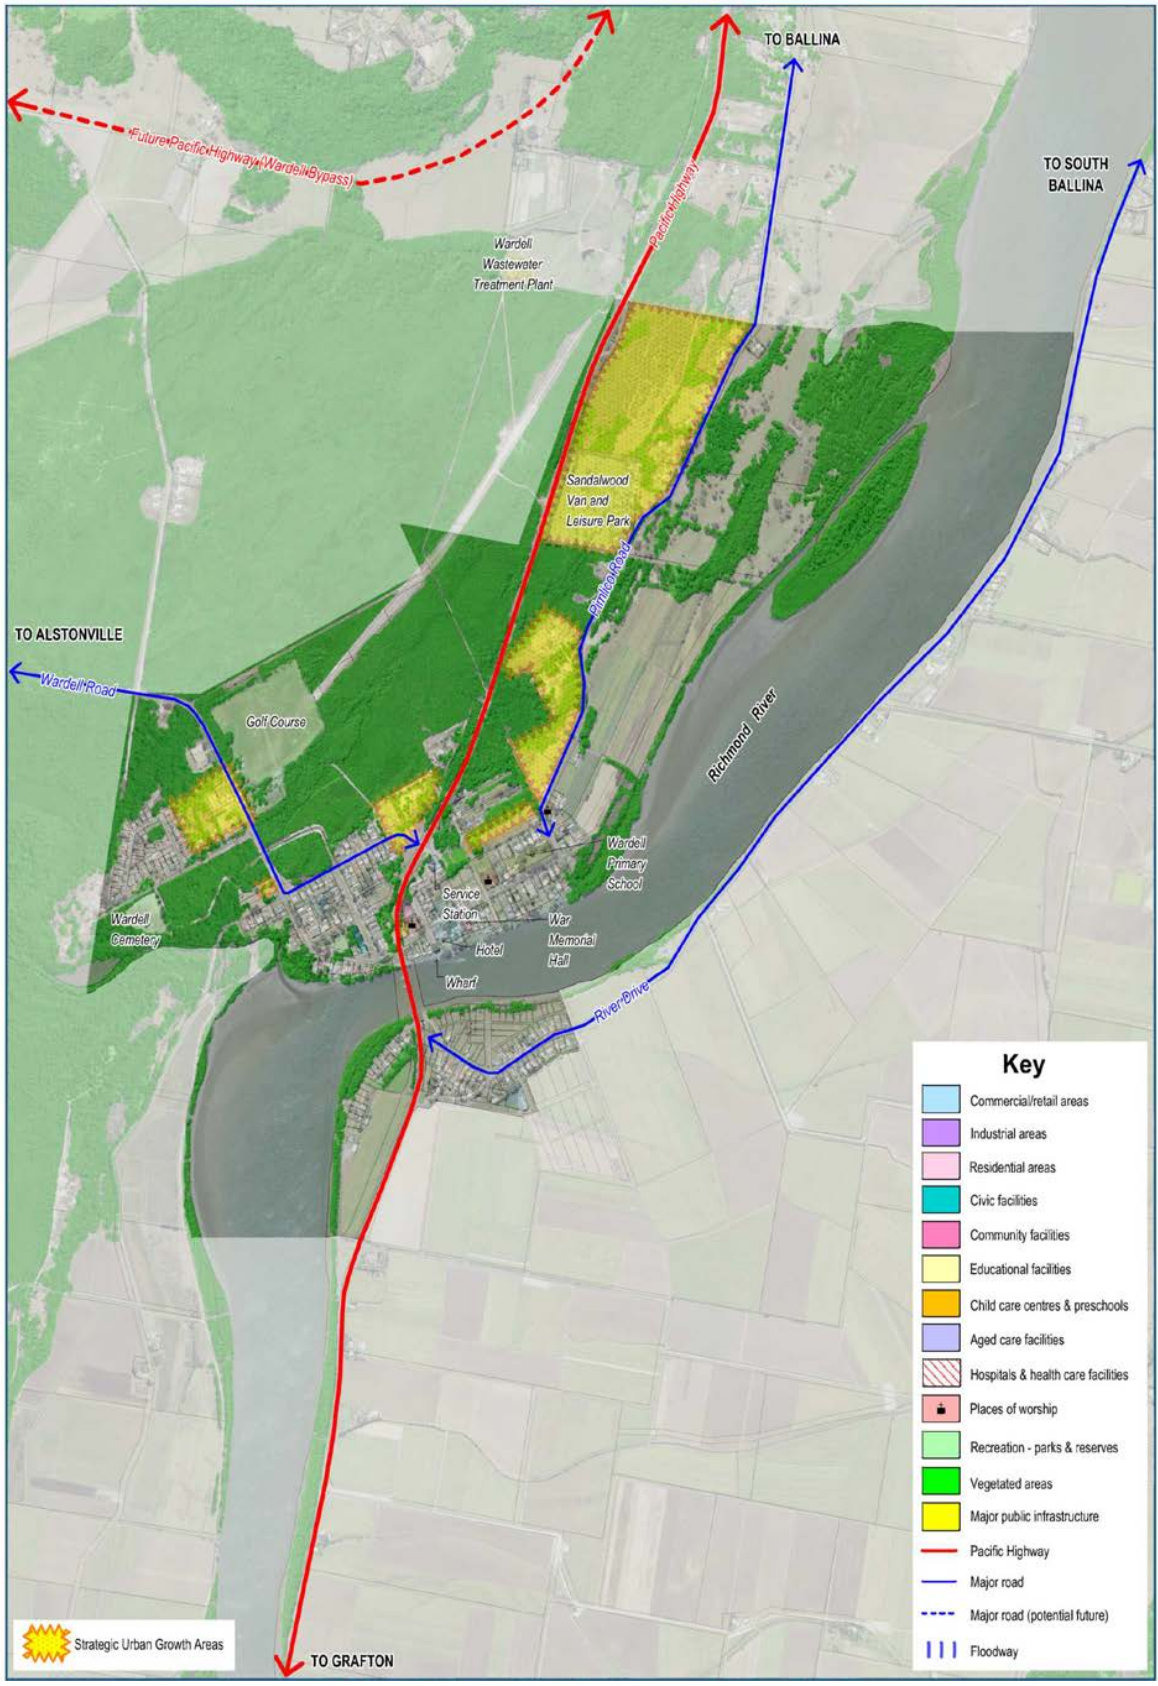 TO BALLINA
TO SOUTH
BALLINA
Future Pacific Highway (Wardell Bypass)
Pacific Highway
Wardell
Wastewater
Treatment Plant
Sandalwood
Van and
Leisure Park
Pimlico Road
TO ALSTONVILLE
Wardell Road
Golf Course
Richmond River
Wardell
Primary
School
Service
Station
War
Memorial
Hall
Wardell
Cemetery
Hotel
Wharf
River Drive
Key
Commercial/retail areas
Industrial areas
Residential areas
Civic facilities
Community facilities
Educational facilities
Child care centres & preschools
Aged care facilities
Hospitals & health care facilities
Places of worship
Recreation - parks & reserves
Vegetated areas
Major public infrastructure
Pacific Highway
Major road
Major road (potential future)
Floodway
Strategic Urban Growth Areas
TO GRAFTON